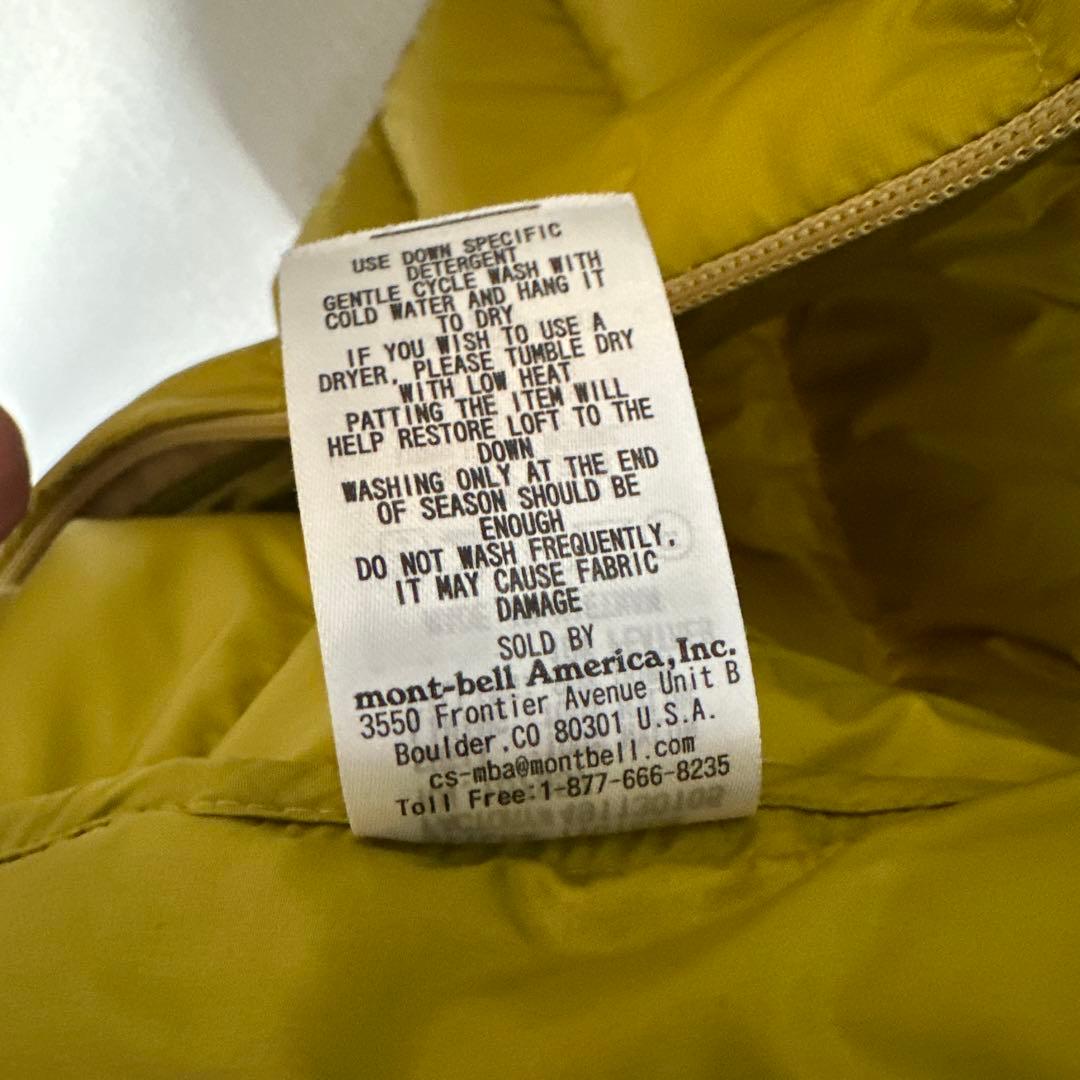 USE DOWN SPECIFIC
DETERGENT
GENTLE CYCLE WASH WITH
COLD WATER AND HANG IT
TO DRY
IF YOU WISH TO USE A
DRYER, PLEASE TUMBLE DRY
WITH LOW HEAT
PATTING THE ITEM WILL
HELP RESTORE LOFT TO THE
DOWN
WASHING ONLY AT THE END
OF SEASON SHOULD BE
ENOUGH
DO NOT WASH FREQUENTLY.
IT MAY CAUSE FABRIC
DAMAGE
SOLD BY
mont-bell America,Inc.
3550 Frontier Avenue Unit B
Boulder,CO 80301 U.S.A.
cs-mba@montbell.com
Toll Free:1-877-666-8235